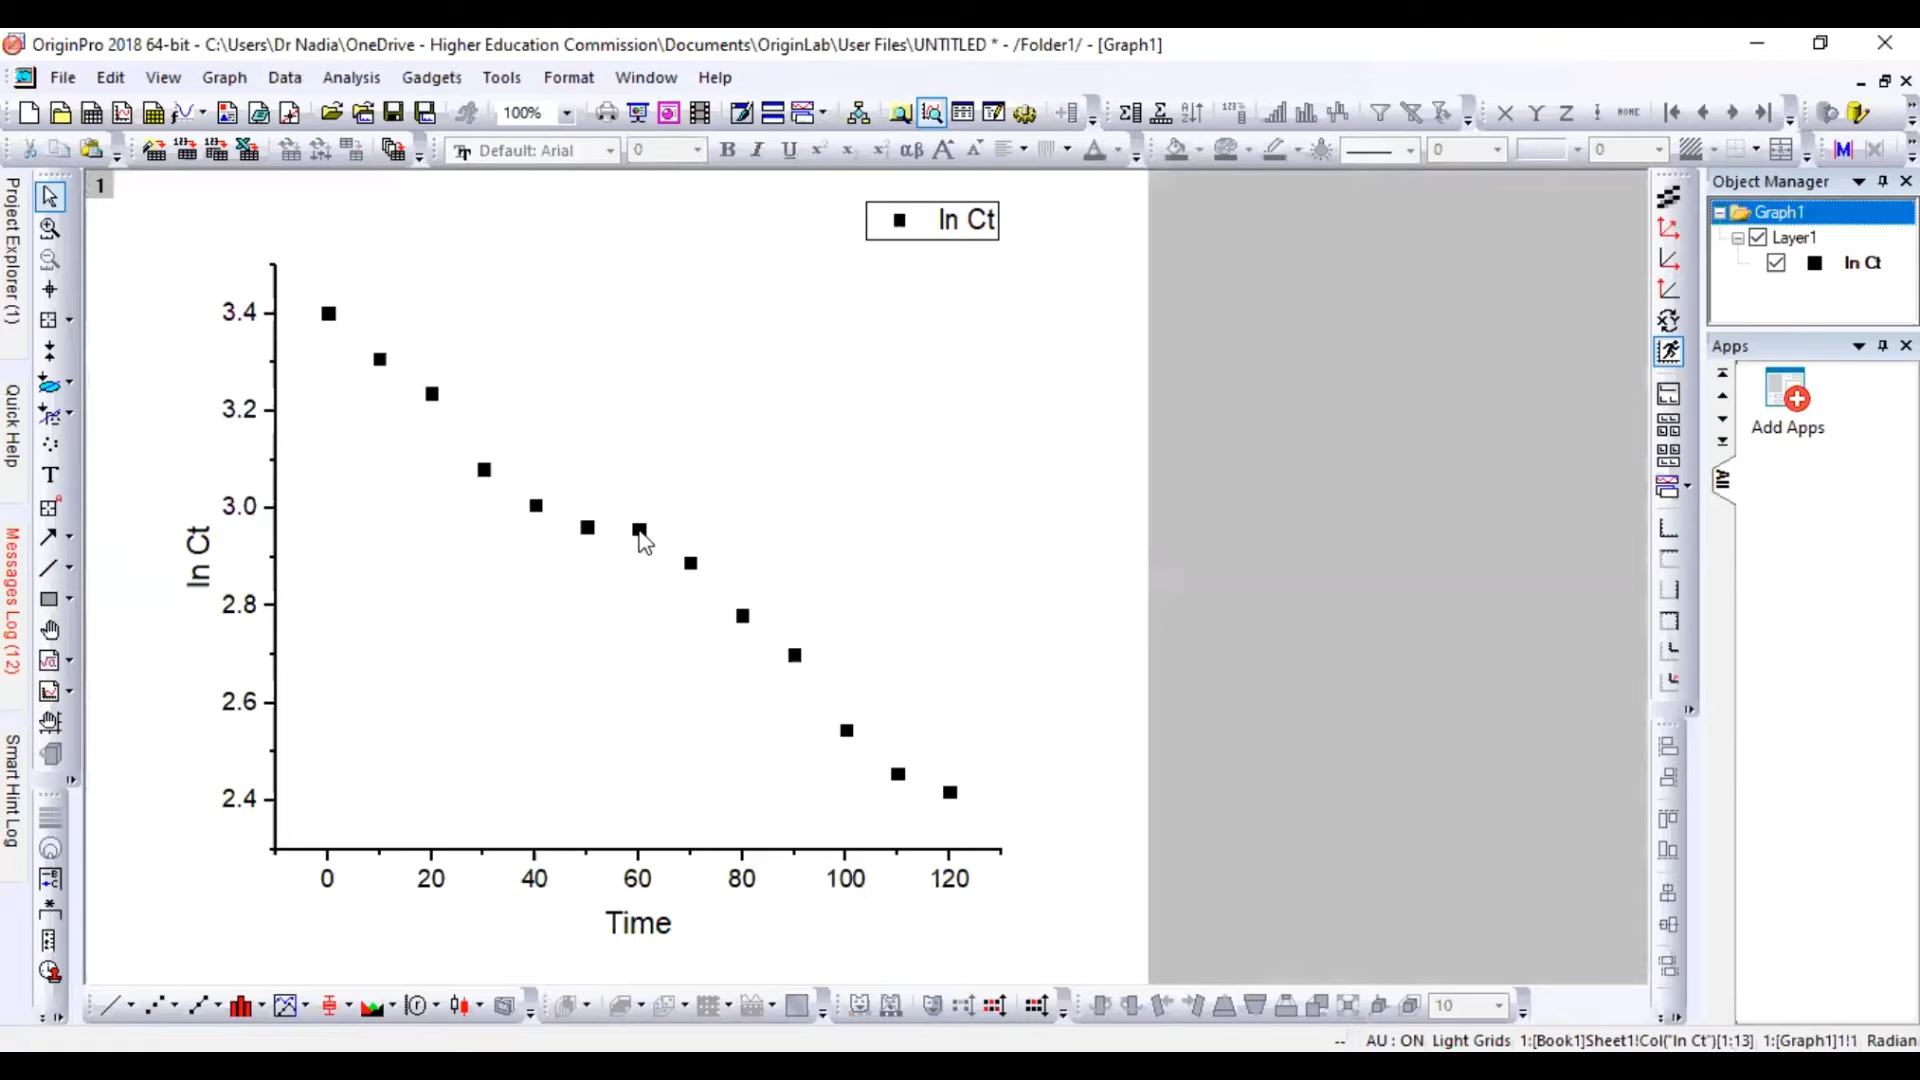 OriginPro 2018 64-bit - C:\Users\Dr Nadia\OneDrive - Higher Education Commission\Documents\OriginLab\User Files\UNTITLED * - /Folder1/ - [Graph1]
File Edit View Graph Data Analysis Gadgets Tools Format Window Help
100%
X Y Z HOME
Default: Arial 0 B I U αβ A A 0 0 M
Project Explorer (1)
Quick Help
Messages Log (12)
Smart Hint Log
1
ln Ct
3.4
3.2
3.0
2.8
2.6
2.4
ln Ct
0 20 40 60 80 100 120
Time
T
Object Manager
Graph1
Layer1
ln Ct
Apps
Add Apps
All
10
-- AU : ON Light Grids 1:[Book1]Sheet1!Col("ln Ct")[1:13] 1:[Graph1]1!1 Radian